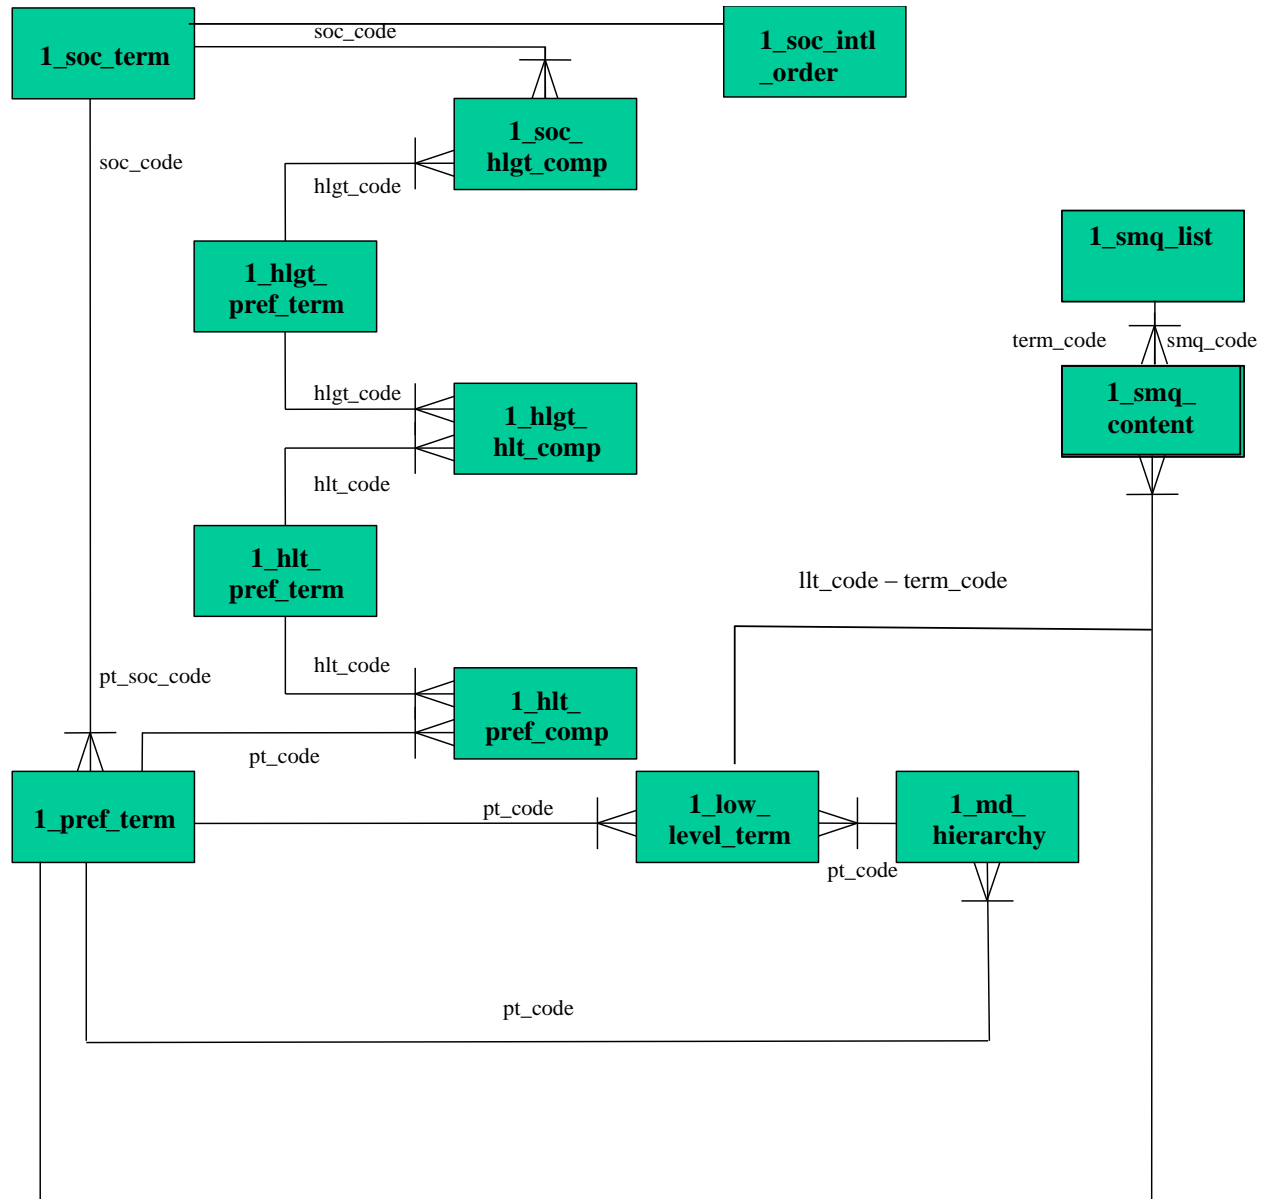 soc_code
1_soc_term
1_soc_intl
_order
1_soc_
hlgt_comp
soc_code
hlgt_code
1_smq_list
1_hlgt_
pref_term
term_code
smq_code
hlgt_code
1_hlgt_
hlt_comp
1_smq_
content
hlt_code
1_hlt_
pref_term
llt_code – term_code
hlt_code
pt_soc_code
1_hlt_
pref_comp
pt_code
1_pref_term
pt_code
1_low_
level_term
1_md_
hierarchy
pt_code
pt_code